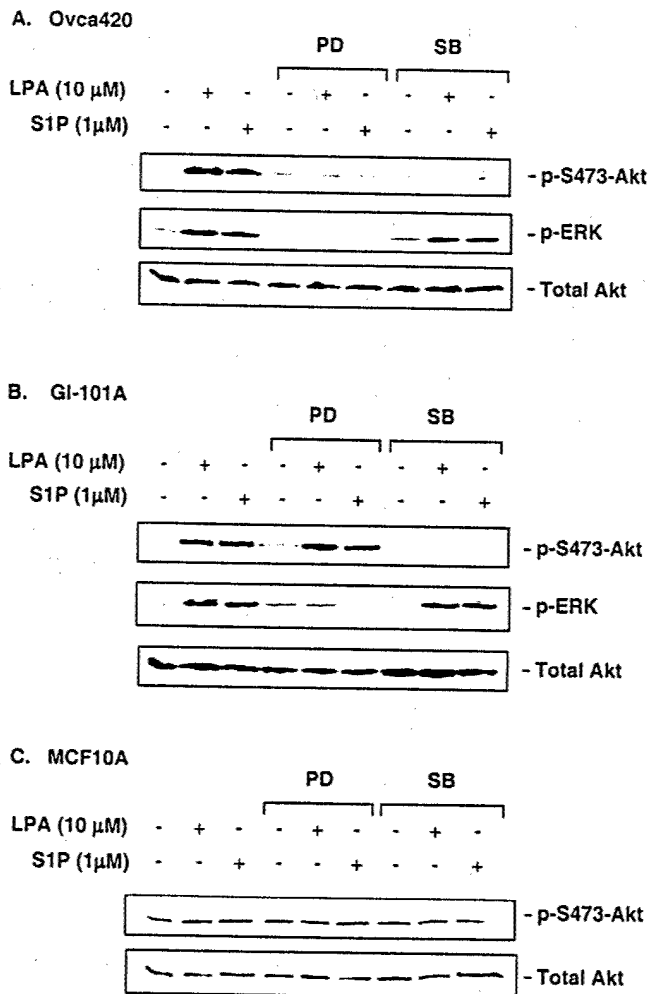 A. Ovca420
PD SB
LPA (10 µM) - + - - + - - + -
S1P (1µM) - - + - - + - - +
- p-S473-Akt
- p-ERK
- Total Akt
B. GI-101A
PD SB
LPA (10 µM) - + - - + - - + -
S1P (1µM) - - + - - + - - +
- p-S473-Akt
- p-ERK
- Total Akt
C. MCF10A
PD SB
LPA (10 µM) - + - - + - - + -
S1P (1µM) - - + - - + - - +
- p-S473-Akt
- Total Akt